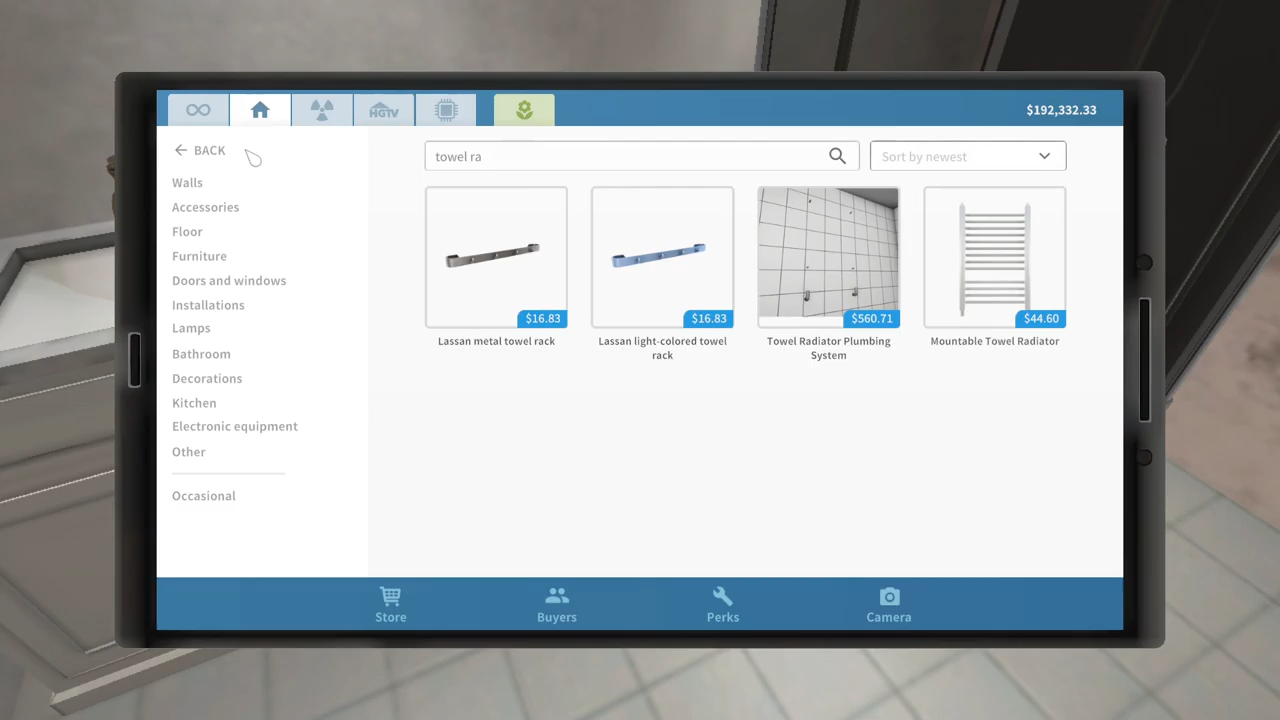 HGTV
$192,332.33
BACK
towel ra
Sort by newest
Walls
Accessories
Floor
Furniture
Doors and windows
Installations
Lamps
Bathroom
Decorations
Kitchen
Electronic equipment
Other
Occasional
$16.83
$16.83
$560.71
$44.60
Lassan metal towel rack
Lassan light-colored towel
rack
Towel Radiator Plumbing
System
Mountable Towel Radiator
Store
Buyers
Perks
Camera